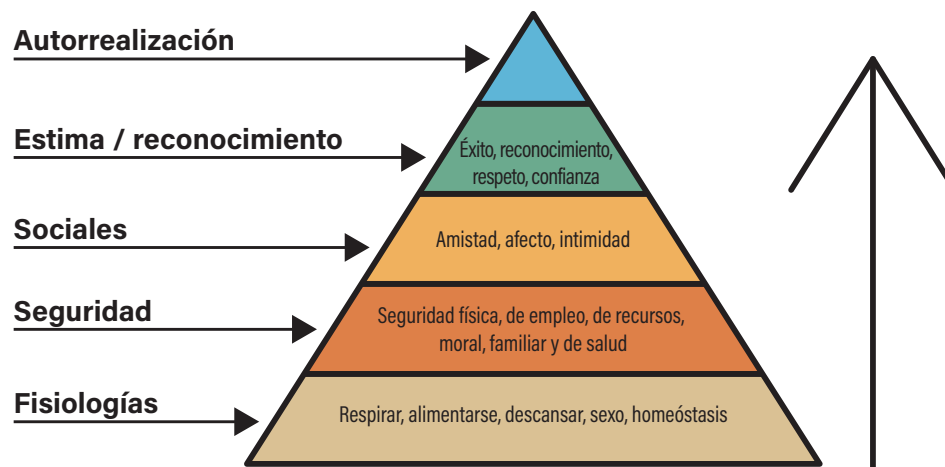 Autorrealización
Estima / reconocimiento
Éxito, reconocimiento,
respeto, confianza
Sociales
Amistad, afecto, intimidad
Seguridad
Seguridad física, de empleo, de recursos,
moral, familiar y de salud
Fisiologías
Respirar, alimentarse, descansar, sexo, homeóstasis